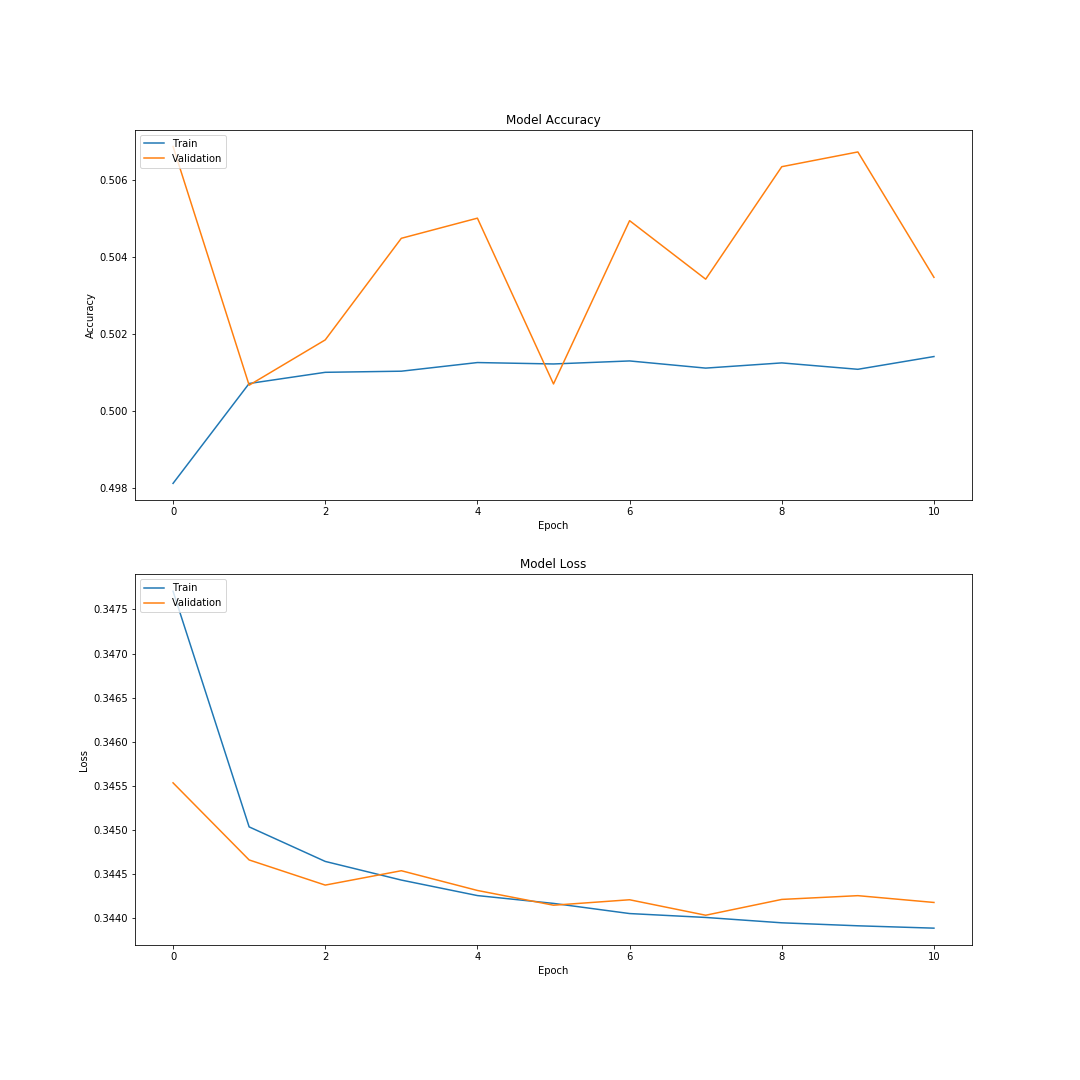 Model Accuracy
Train
Validation
0.506
0.504
0.502
0.500
0.498
Accuracy
0 2 4 6 8 10
Epoch
Model Loss
Train
Validation
0.3475
0.3470
0.3465
0.3460
0.3455
0.3450
0.3445
0.3440
Loss
0 2 4 6 8 10
Epoch